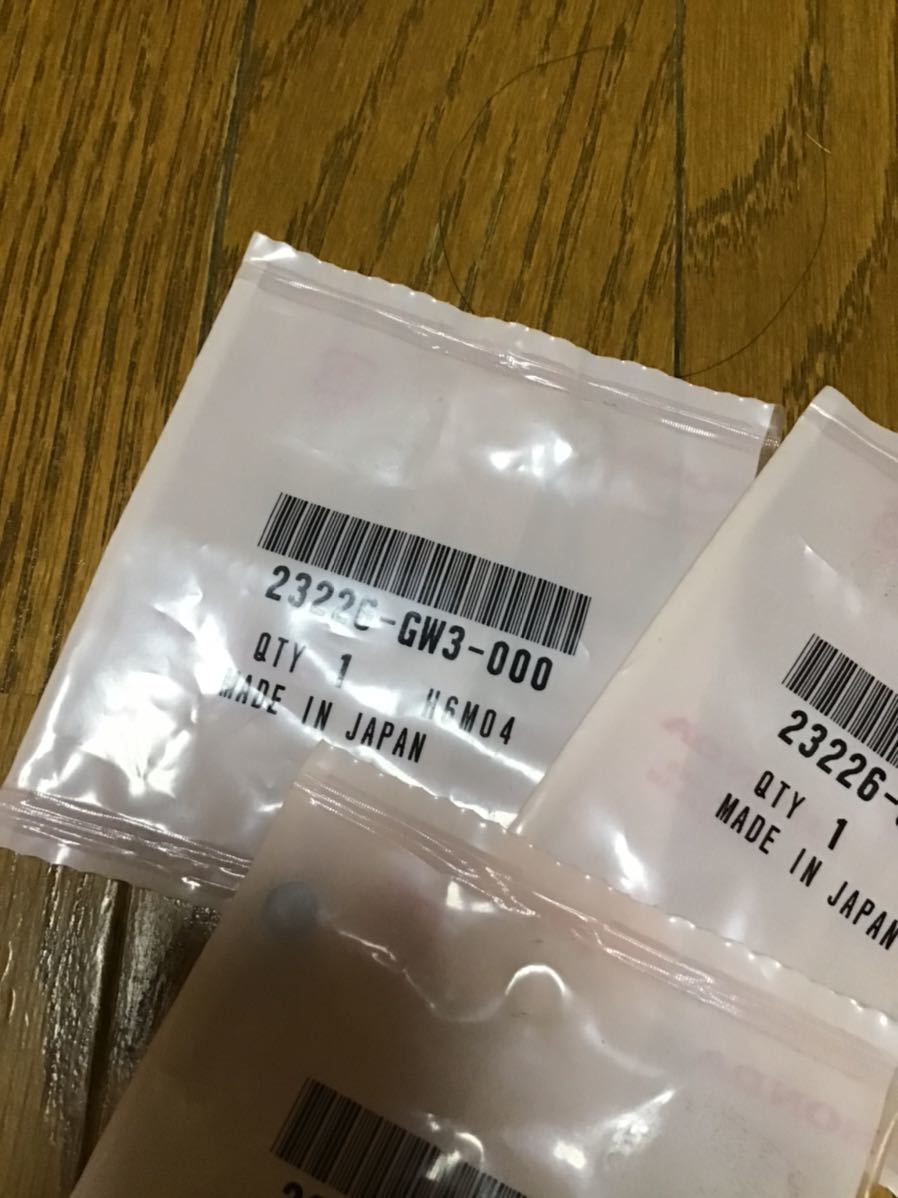 23226-GW3-000
QTY 1 H6M04
MADE IN JAPAN
23226-
QTY 1
MADE IN JAPAN